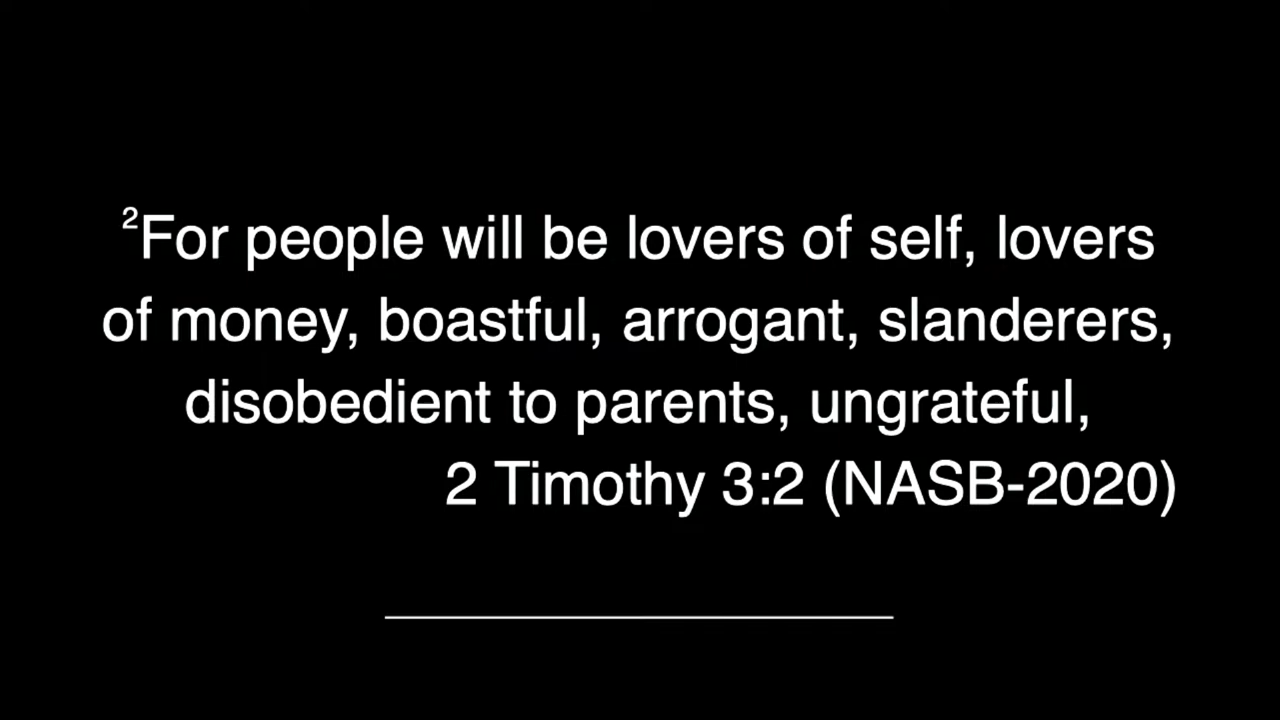 ²For people will be lovers of self, lovers
of money, boastful, arrogant, slanderers,
disobedient to parents, ungrateful,
2 Timothy 3:2 (NASB-2020)